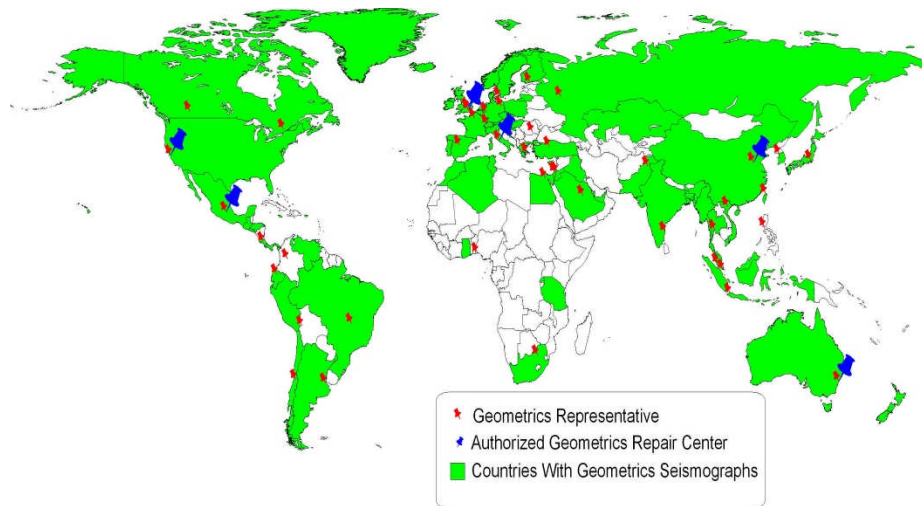 Geometrics Representative
Authorized Geometrics Repair Center
Countries With Geometrics Seismographs